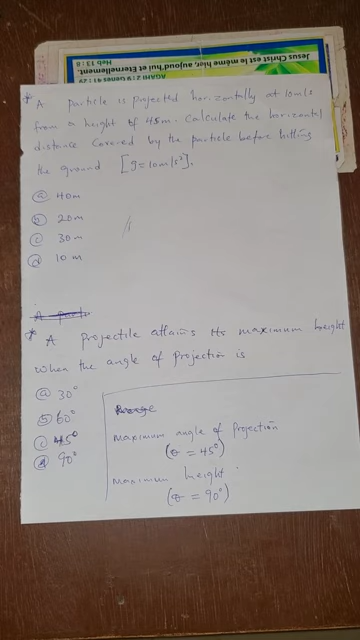 Jesus Christ est le même hier, aujourd'hui et Eternellement.
Heb 13:8
* A particle is projected horizontally at 10m/s
from a height of 45m. Calculate the horizontal
distance covered by the particle before hitting
the ground [g=10m/s²].
(a) 40m
(b) 20m
(c) 30m
(d) 10m
* A projectile attains its maximum height
when the angle of projection is
(a) 30°
(b) 60°
(c) 45°
(d) 90°
maximum angle of projection
(θ = 45°)
maximum height
(θ = 90°)